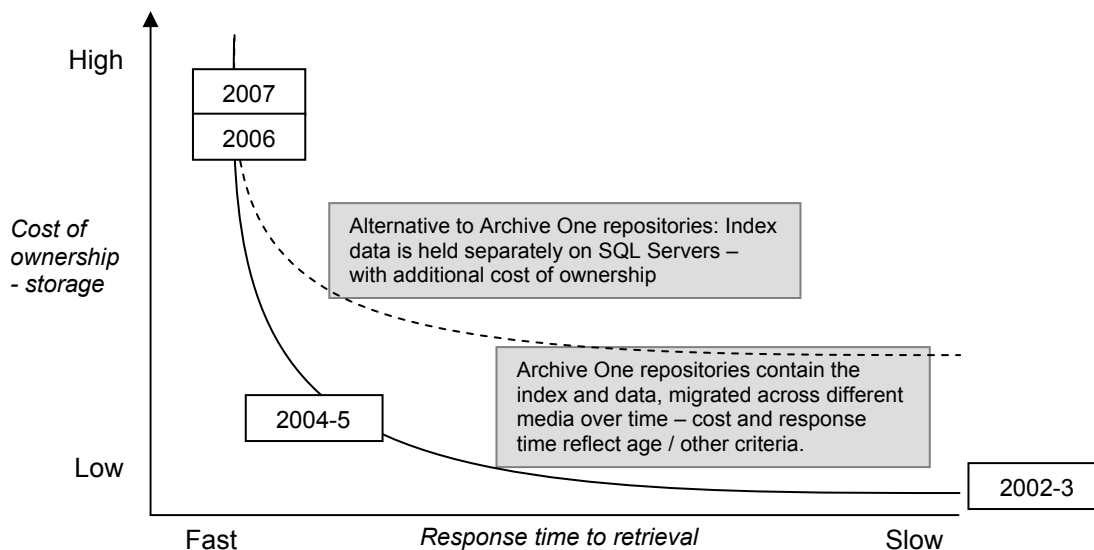 High
2007
2006
Cost of
ownership
- storage
Alternative to Archive One repositories: Index
data is held separately on SQL Servers –
with additional cost of ownership
Archive One repositories contain the
index and data, migrated across different
media over time – cost and response
time reflect age / other criteria.
2004-5
Low
2002-3
Fast
Response time to retrieval
Slow